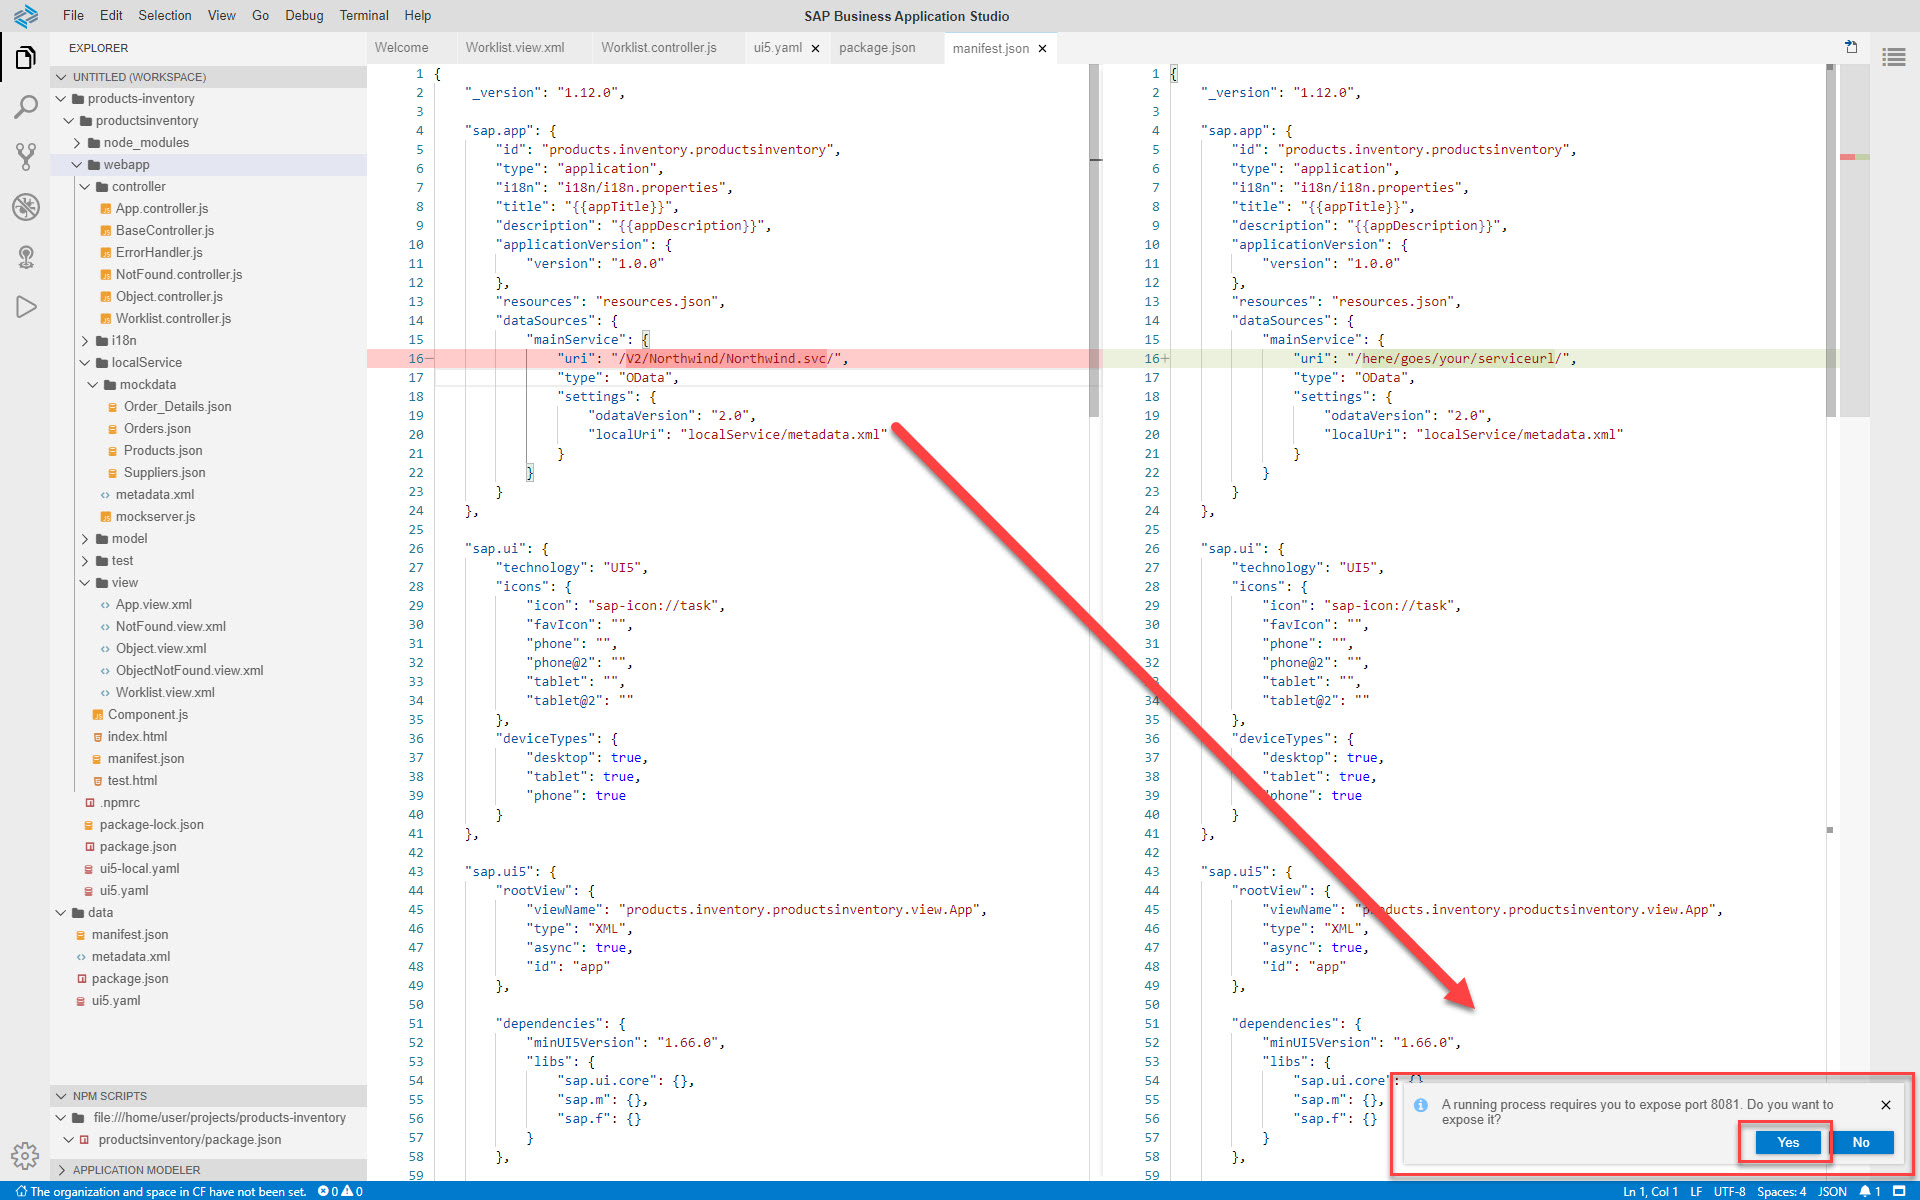 File Edit Selection View Go Debug Terminal Help
SAP Business Application Studio
EXPLORER
UNTITLED (WORKSPACE)
products-inventory
productsinventory
node_modules
webapp
controller
App.controller.js
BaseController.js
ErrorHandler.js
NotFound.controller.js
Object.controller.js
Worklist.controller.js
i18n
localService
mockdata
Order_Details.json
Orders.json
Products.json
Suppliers.json
metadata.xml
mockserver.js
model
test
view
App.view.xml
NotFound.view.xml
Object.view.xml
ObjectNotFound.view.xml
Worklist.view.xml
Component.js
index.html
manifest.json
test.html
.npmrc
package-lock.json
package.json
ui5-local.yaml
ui5.yaml
data
manifest.json
metadata.xml
package.json
ui5.yaml
NPM SCRIPTS
file:///home/user/projects/products-inventory
productsinventory/package.json
APPLICATION MODELER
Welcome Worklist.view.xml Worklist.controller.js ui5.yaml × package.json manifest.json ×
1 {
2 "_version": "1.12.0",
3
4 "sap.app": {
5 "id": "products.inventory.productsinventory",
6 "type": "application",
7 "i18n": "i18n/i18n.properties",
8 "title": "{{appTitle}}",
9 "description": "{{appDescription}}",
10 "applicationVersion": {
11 "version": "1.0.0"
12 },
13 "resources": "resources.json",
14 "dataSources": {
15 "mainService": {
16− "uri": "/V2/Northwind/Northwind.svc/",
17 "type": "OData",
18 "settings": {
19 "odataVersion": "2.0",
20 "localUri": "localService/metadata.xml"
21 }
22 }
23 }
24 },
25
26 "sap.ui": {
27 "technology": "UI5",
28 "icons": {
29 "icon": "sap-icon://task",
30 "favIcon": "",
31 "phone": "",
32 "phone@2": "",
33 "tablet": "",
34 "tablet@2": ""
35 },
36 "deviceTypes": {
37 "desktop": true,
38 "tablet": true,
39 "phone": true
40 }
41 },
42
43 "sap.ui5": {
44 "rootView": {
45 "viewName": "products.inventory.productsinventory.view.App",
46 "type": "XML",
47 "async": true,
48 "id": "app"
49 },
50
51 "dependencies": {
52 "minUI5Version": "1.66.0",
53 "libs": {
54 "sap.ui.core": {},
55 "sap.m": {},
56 "sap.f": {}
57 }
58 },
59
1 {
2 "_version": "1.12.0",
3
4 "sap.app": {
5 "id": "products.inventory.productsinventory",
6 "type": "application",
7 "i18n": "i18n/i18n.properties",
8 "title": "{{appTitle}}",
9 "description": "{{appDescription}}",
10 "applicationVersion": {
11 "version": "1.0.0"
12 },
13 "resources": "resources.json",
14 "dataSources": {
15 "mainService": {
16+ "uri": "/here/goes/your/serviceurl/",
17 "type": "OData",
18 "settings": {
19 "odataVersion": "2.0",
20 "localUri": "localService/metadata.xml"
21 }
22 }
23 }
24 },
25
26 "sap.ui": {
27 "technology": "UI5",
28 "icons": {
29 "icon": "sap-icon://task",
30 "favIcon": "",
31 "phone": "",
32 "phone@2": "",
33 "tablet": "",
34 "tablet@2": ""
35 },
36 "deviceTypes": {
37 "desktop": true,
38 "tablet": true,
39 "phone": true
40 }
41 },
42
43 "sap.ui5": {
44 "rootView": {
45 "viewName": "products.inventory.productsinventory.view.App",
46 "type": "XML",
47 "async": true,
48 "id": "app"
49 },
50
51 "dependencies": {
52 "minUI5Version": "1.66.0",
53 "libs": {
54 "sap.ui.core": {}
55 "sap.m": {},
56 "sap.f": {}
57 }
58 },
59
A running process requires you to expose port 8081. Do you want to
expose it?
Yes No
The organization and space in CF have not been set. 0 0
Ln 1, Col 1 LF UTF-8 Spaces: 4 JSON 1